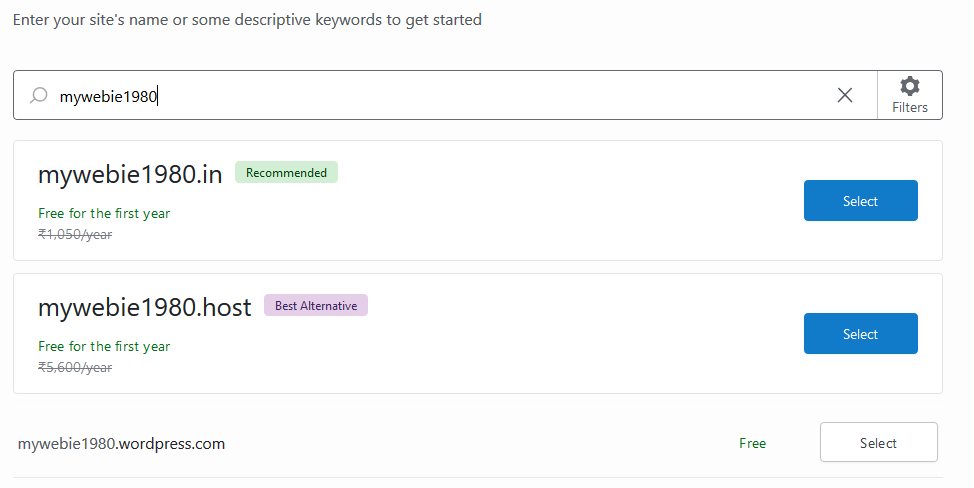 Enter your site's name or some descriptive keywords to get started
mywebie1980
Filters
mywebie1980.in Recommended
Free for the first year
₹1,050/year
Select
mywebie1980.host Best Alternative
Free for the first year
₹5,600/year
Select
mywebie1980.wordpress.com Free Select